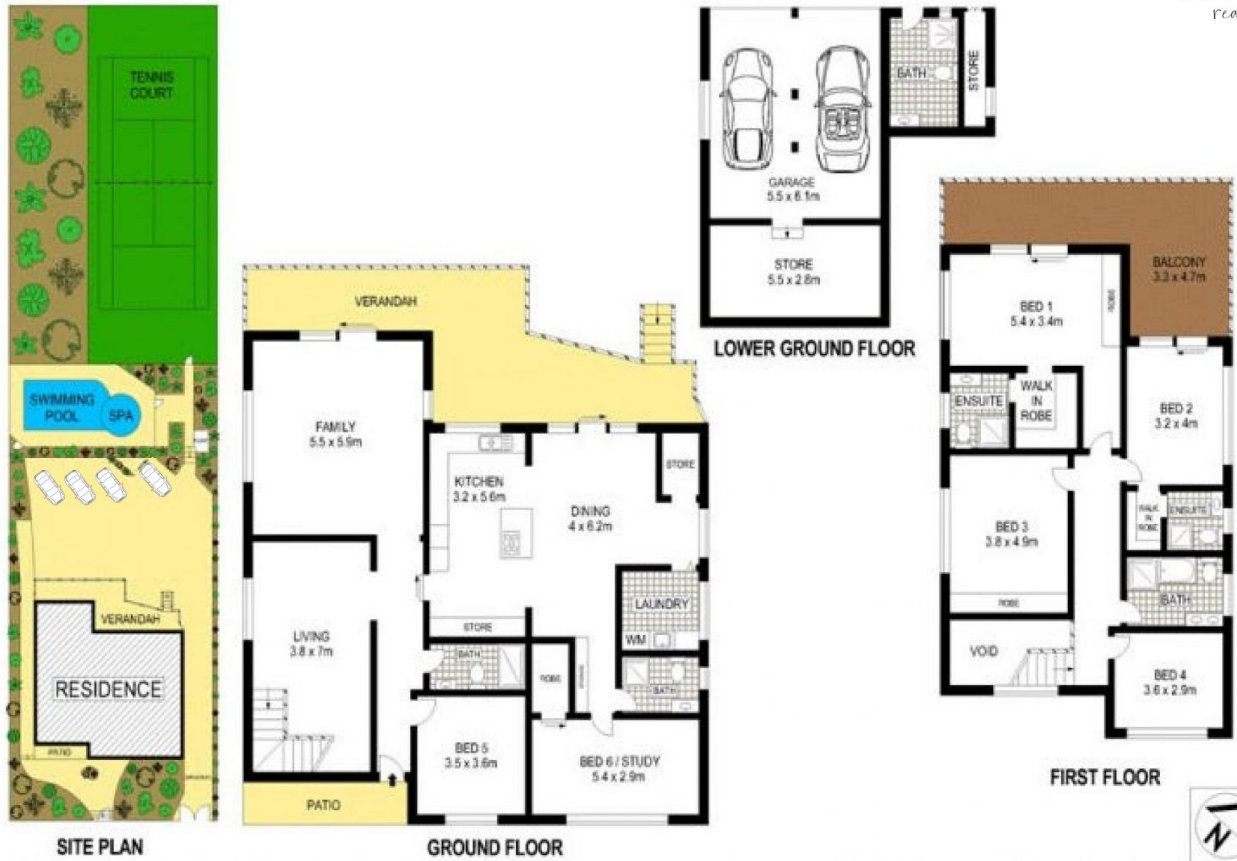 TENNIS
COURT
SWIMMING
POOL
SPA
VERANDAH
RESIDENCE
PATIO
SITE PLAN
VERANDAH
FAMILY
5.5 x 5.9m
KITCHEN
3.2 x 5.6m
STORE
DINING
4 x 6.2m
LIVING
3.8 x 7m
STORE
LAUNDRY
WM
BATH
ROBE
BATH
BED 5
3.5 x 3.6m
BED 6 / STUDY
5.4 x 2.9m
PATIO
GROUND FLOOR
BATH
STORE
GARAGE
5.5 x 6.1m
STORE
5.5 x 2.8m
LOWER GROUND FLOOR
BALCONY
3.3 x 4.7m
BED 1
5.4 x 3.4m
ROBE
ENSUITE
WALK
IN
ROBE
BED 2
3.2 x 4m
BED 3
3.8 x 4.9m
WALK
IN
ROBE
ENSUITE
ROBE
BATH
VOID
BED 4
3.6 x 2.9m
FIRST FLOOR
N